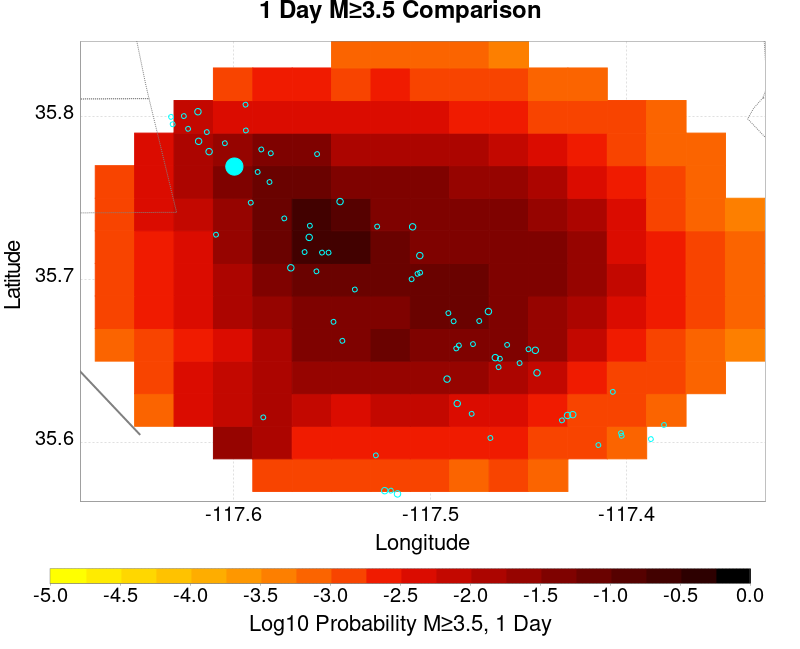 1 Day M≥3.5 Comparison
35.8
35.7
35.6
Latitude
-117.6 -117.5 -117.4
Longitude
-5.0 -4.5 -4.0 -3.5 -3.0 -2.5 -2.0 -1.5 -1.0 -0.5 0.0
Log10 Probability M≥3.5, 1 Day